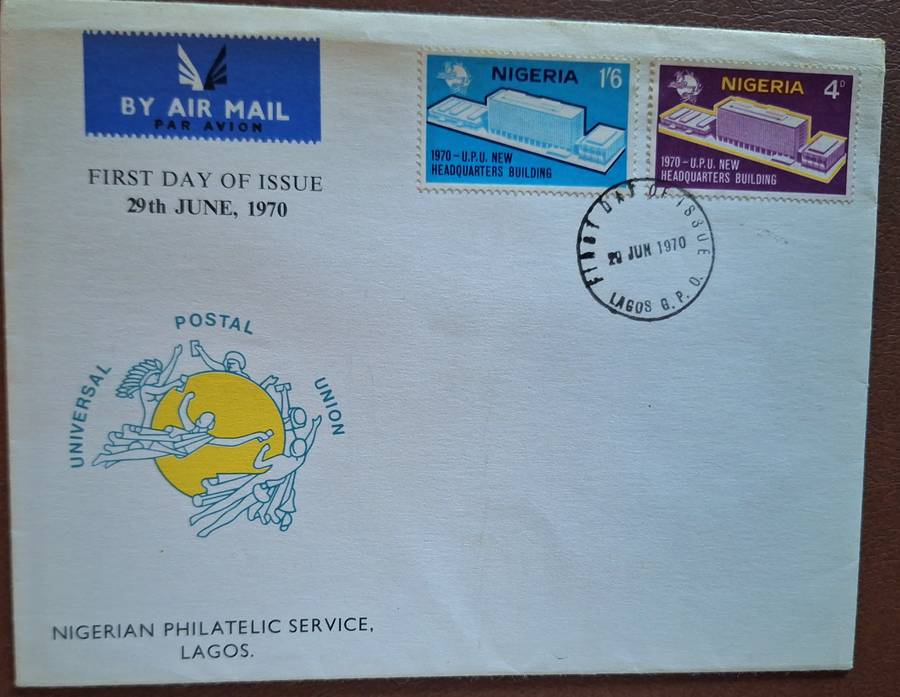 BY AIR MAIL
PAR AVION
FIRST DAY OF ISSUE
29th JUNE, 1970
NIGERIA 1'6
1970 - U.P.U. NEW
HEADQUARTERS BUILDING
NIGERIA 4D
1970 - U.P.U. NEW
HEADQUARTERS BUILDING
FIRST DAY OF ISSUE
29 JUN 1970
LAGOS G.P.O.
UNIVERSAL POSTAL UNION
NIGERIAN PHILATELIC SERVICE,
LAGOS.